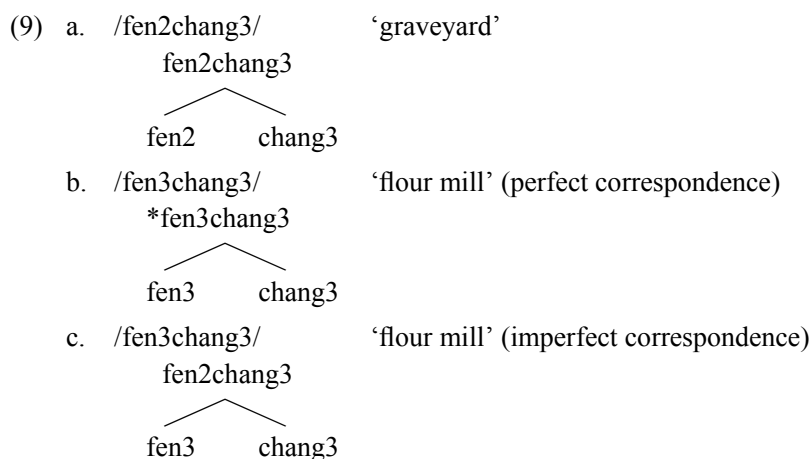 (9) a. /fen2chang3/ ‘graveyard’
fen2chang3
fen2 chang3
b. /fen3chang3/ ‘flour mill’ (perfect correspondence)
*fen3chang3
fen3 chang3
c. /fen3chang3/ ‘flour mill’ (imperfect correspondence)
fen2chang3
fen3 chang3